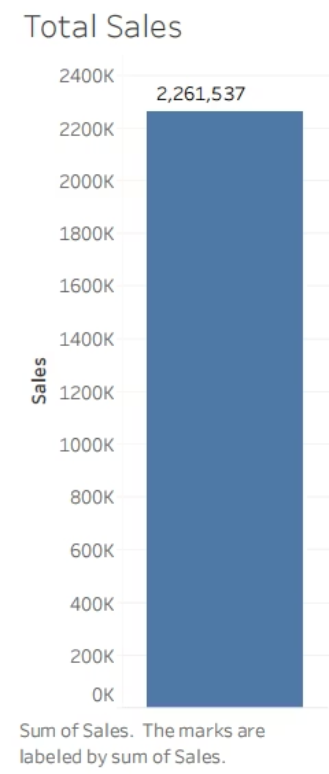 Total Sales
2400K
2,261,537
2200K
2000K
1800K
1600K
1400K
Sales
1200K
1000K
800K
600K
400K
200K
0K
Sum of Sales. The marks are
labeled by sum of Sales.